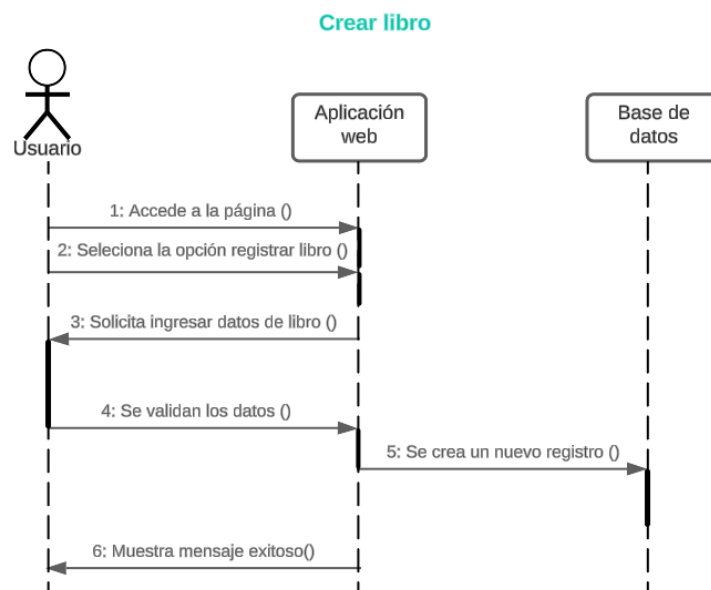 Crear libro
Aplicación
web
Base de
datos
Usuario
1: Accede a la página ()
2: Seleciona la opción registrar libro ()
3: Solicita ingresar datos de libro ()
4: Se validan los datos ()
5: Se crea un nuevo registro ()
6: Muestra mensaje exitoso()